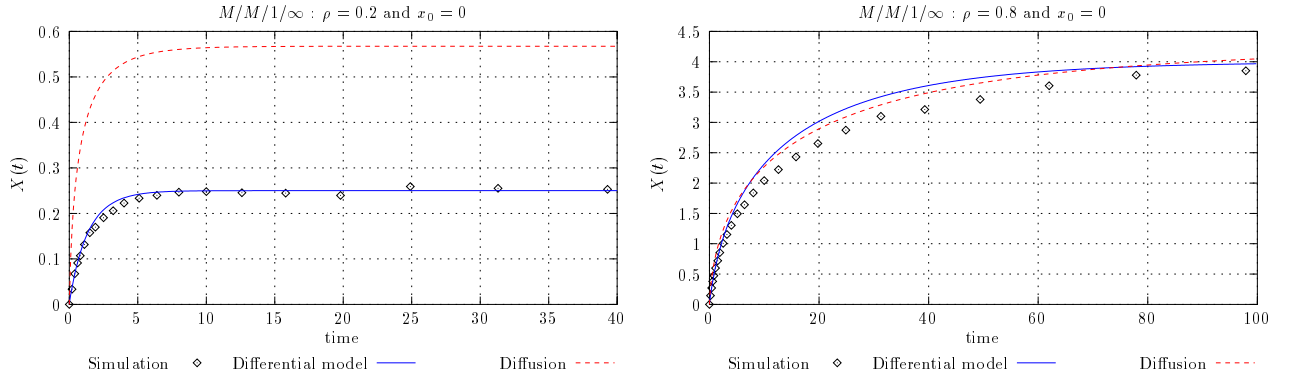 M/M/1/∞ : ρ = 0.2 and x₀ = 0
0.6
0.5
0.4
0.3
0.2
0.1
0
X(t)
0 5 10 15 20 25 30 35 40
time
Simulation Differential model Diffusion
M/M/1/∞ : ρ = 0.8 and x₀ = 0
4.5
4
3.5
3
2.5
2
1.5
1
0.5
0
X(t)
0 20 40 60 80 100
time
Simulation Differential model Diffusion